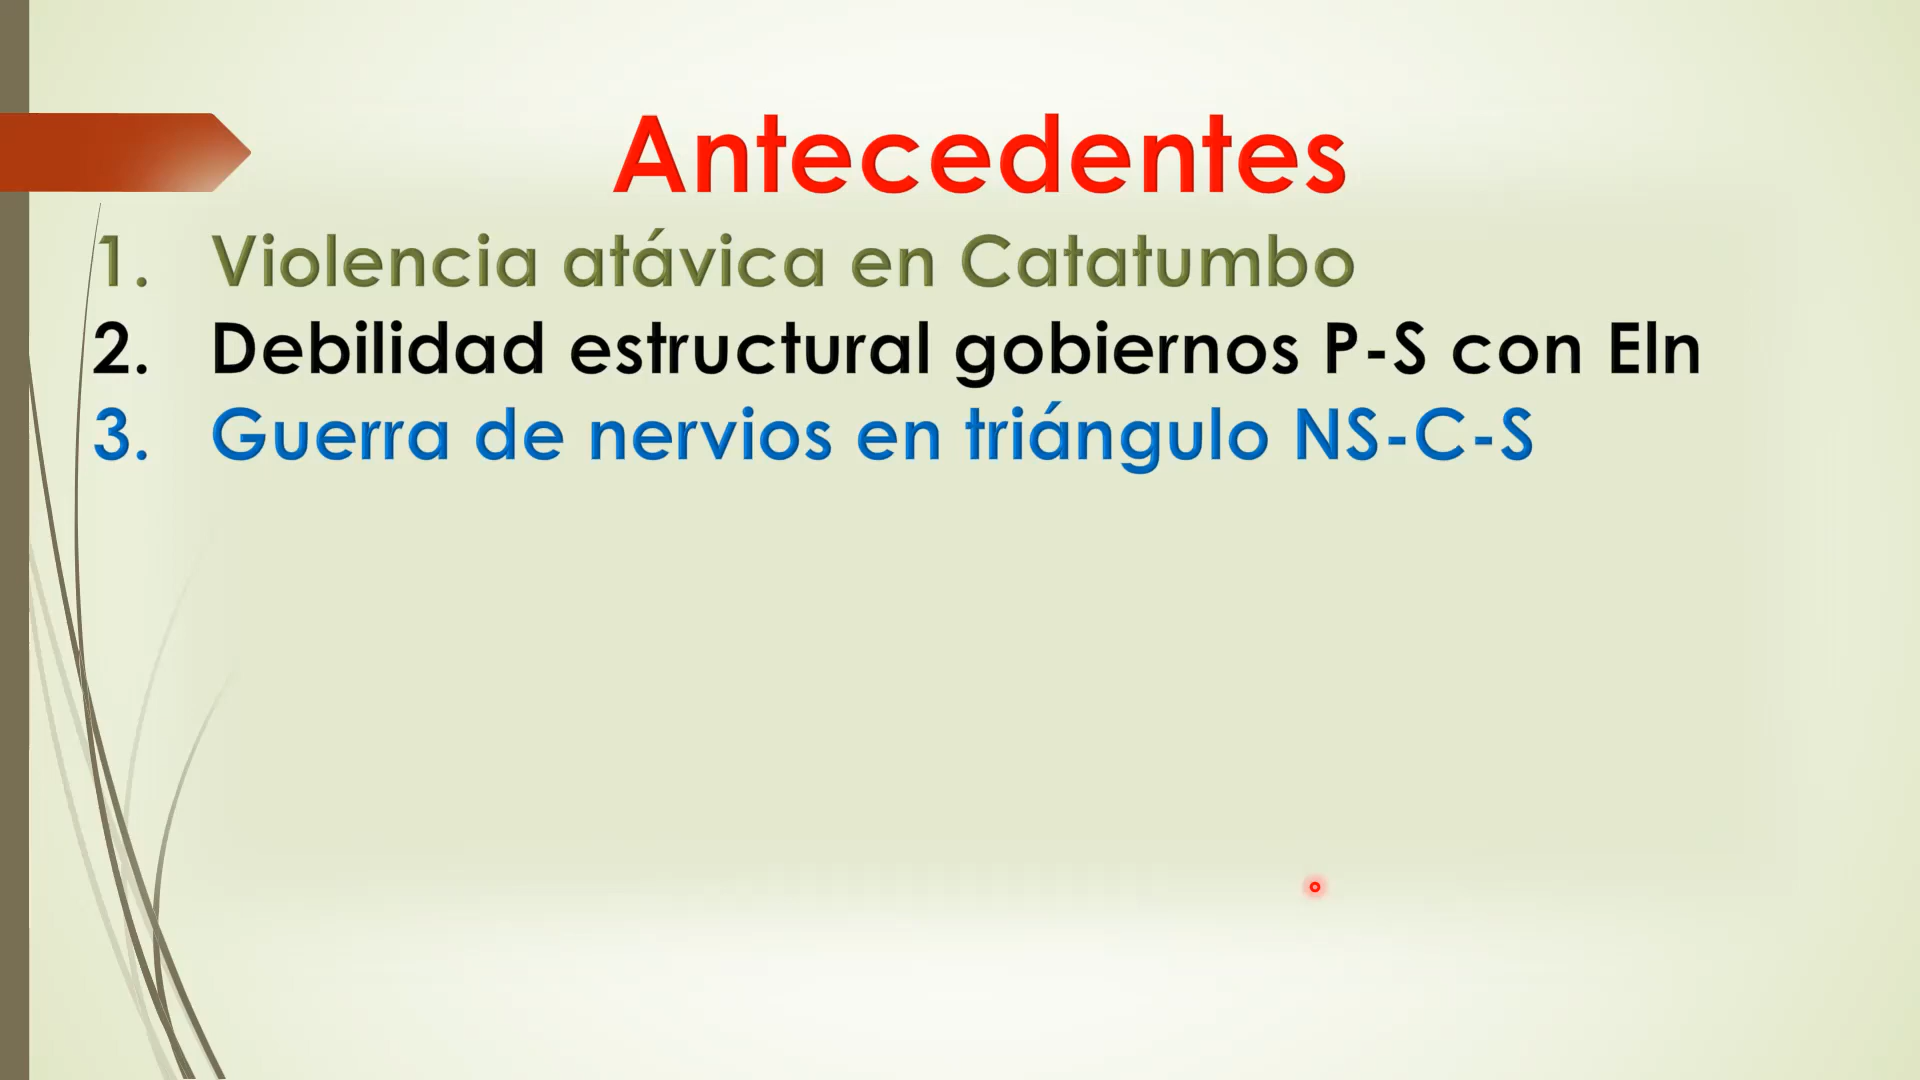 Antecedentes
1. Violencia atávica en Catatumbo
2. Debilidad estructural gobiernos P-S con Eln
3. Guerra de nervios en triángulo NS-C-S